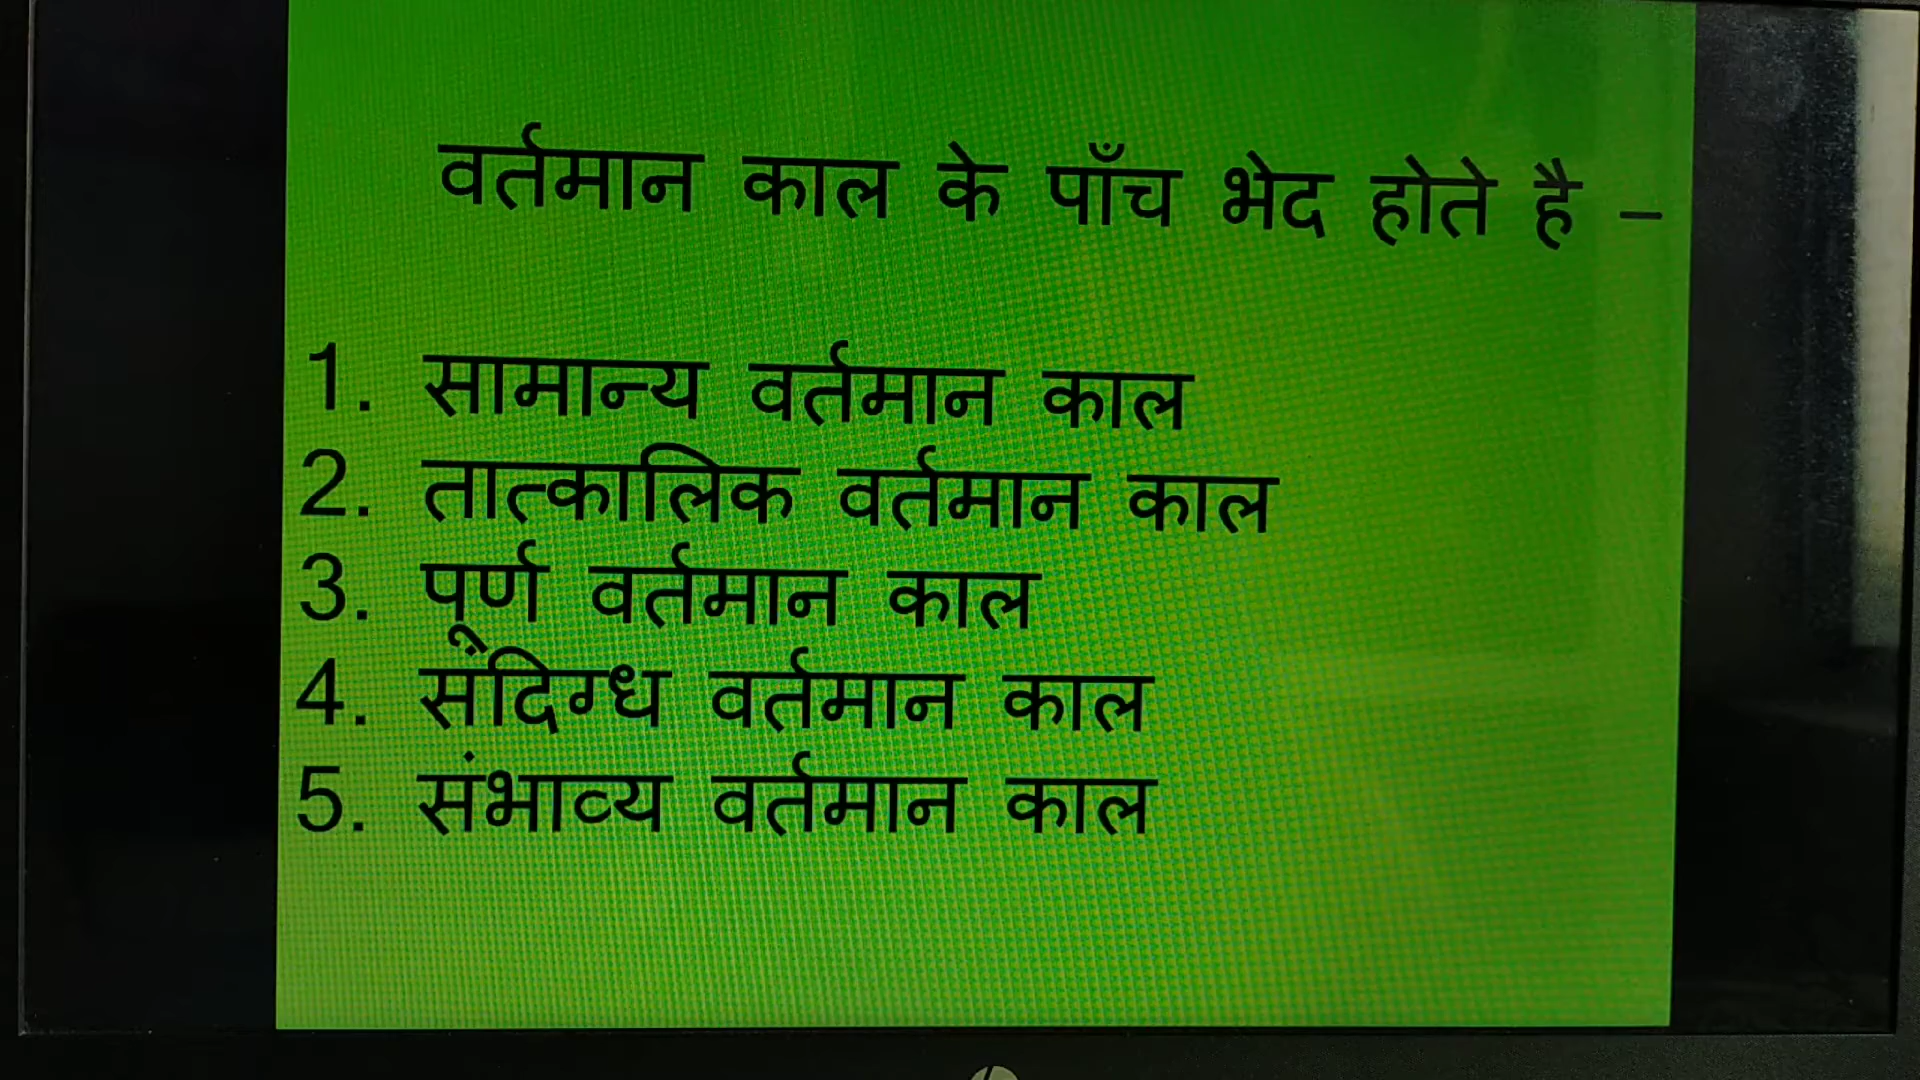 वर्तमान काल के पाँच भेद होते है –
1. सामान्य वर्तमान काल
2. तात्कालिक वर्तमान काल
3. पूर्ण वर्तमान काल
4. संदिग्ध वर्तमान काल
5. संभाव्य वर्तमान काल